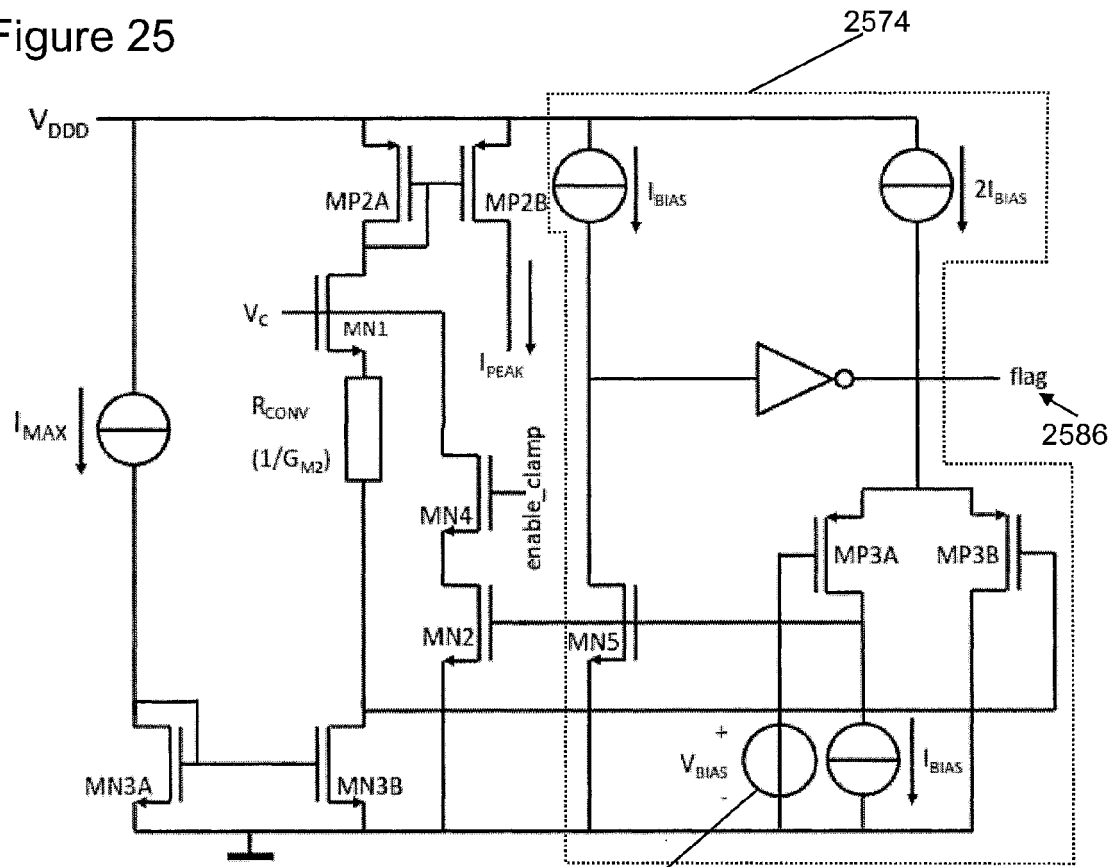 Figure 25
2574
VDDD
MP2A
MP2B
IBIAS
2IBIAS
VC
MN1
IPEAK
flag
2586
IMAX
RCONV
(1/GM2)
enable_clamp
MN4
MP3A
MP3B
MN2
MN5
+
VBIAS
-
IBIAS
MN3A
MN3B